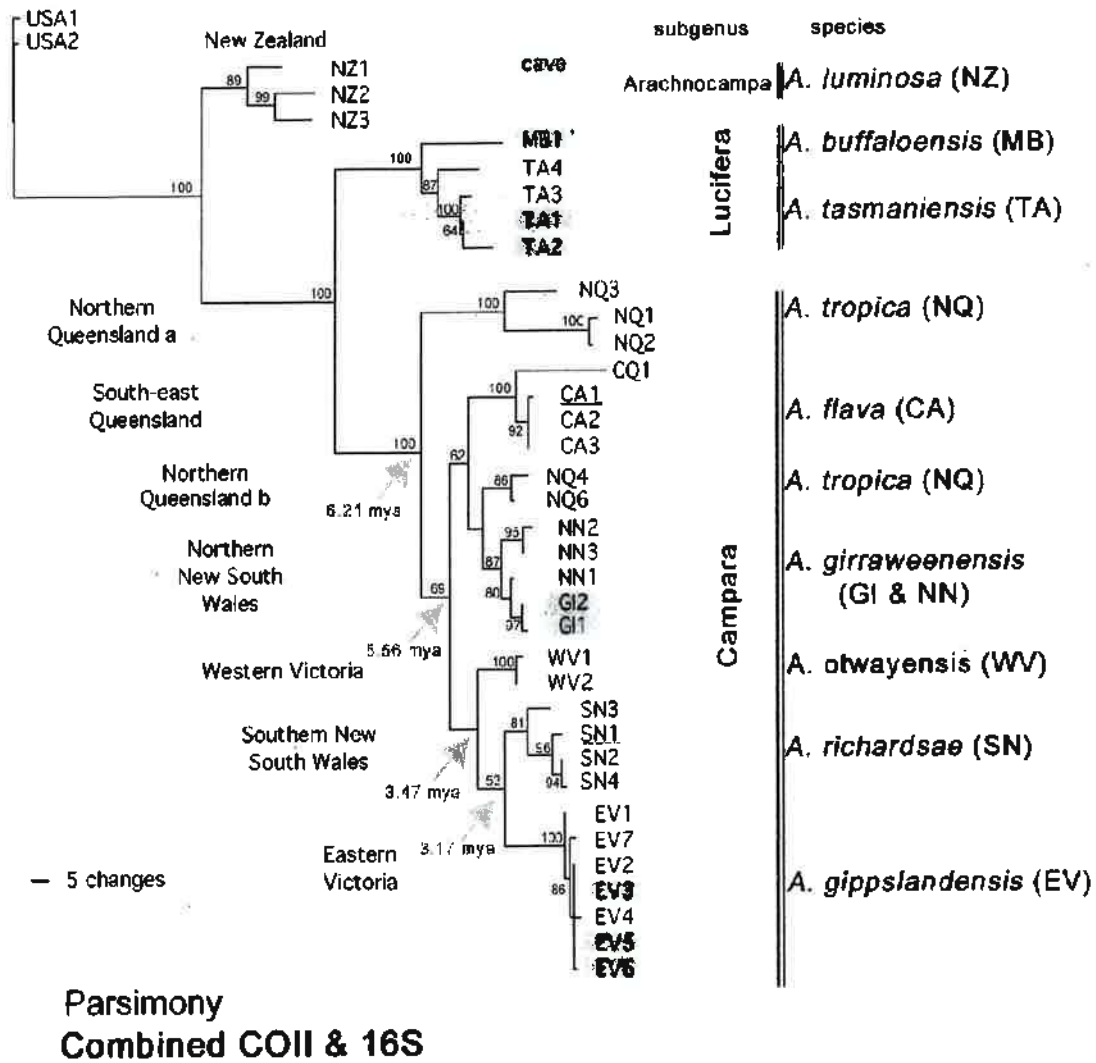 USA1
USA2
New Zealand
cave
subgenus
species
NZ1
NZ2
NZ3
89
99
Arachnocampa
A. luminosa (NZ)
MB1
TA4
TA3
TA1
TA2
100
87
100
64
Lucifera
A. buffaloensis (MB)
A. tasmaniensis (TA)
100
100
Northern
Queensland a
NQ3
NQ1
NQ2
100
100
A. tropica (NQ)
South-east
Queensland
CQ1
CA1
CA2
CA3
100
92
A. flava (CA)
100
62
6.21 mya
Northern
Queensland b
NQ4
NQ6
86
A. tropica (NQ)
Northern
New South
Wales
NN2
NN3
NN1
GI2
GI1
95
87
80
97
A. girraweenensis
(GI & NN)
69
5.56 mya
Campara
Western Victoria
WV1
WV2
100
A. otwayensis (WV)
Southern New
South Wales
SN3
SN1
SN2
SN4
81
96
94
A. richardsae (SN)
3.47 mya
53
3.17 mya
Eastern
Victoria
EV1
EV7
EV2
EV3
EV4
EV5
EV6
100
86
A. gippslandensis (EV)
5 changes
Parsimony
Combined COII & 16S